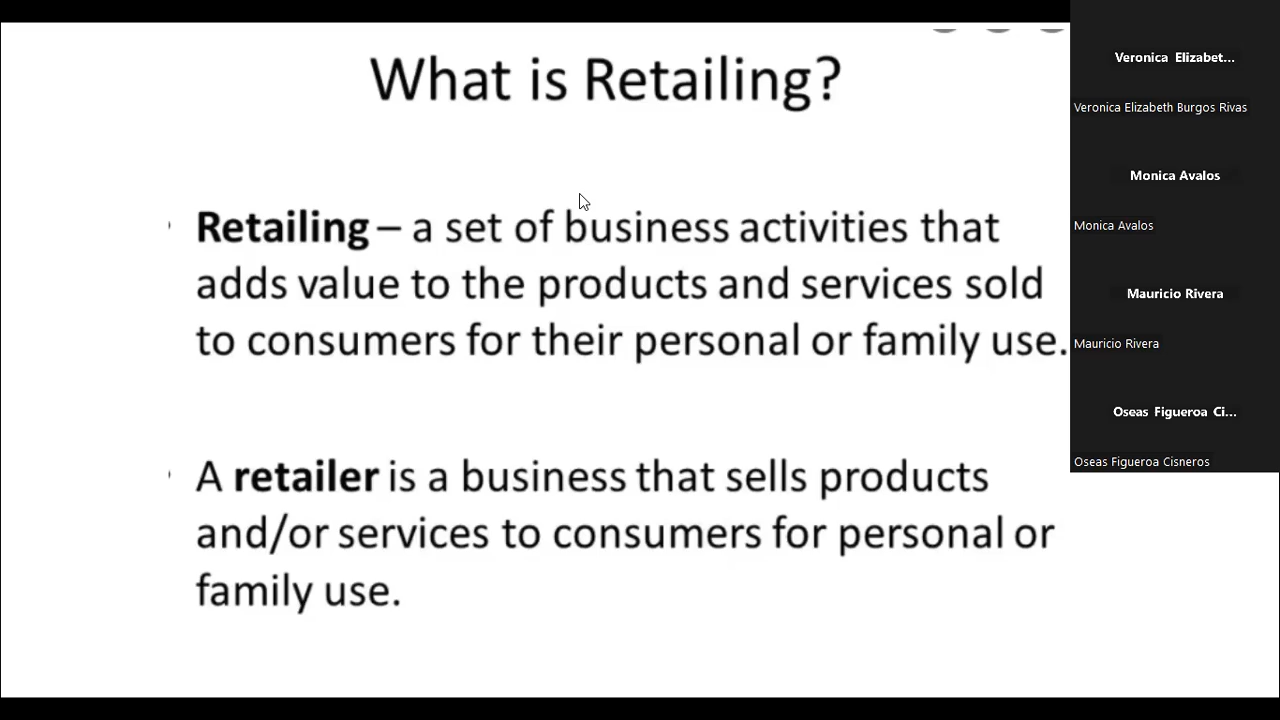 What is Retailing?
Retailing – a set of business activities that
adds value to the products and services sold
to consumers for their personal or family use.
A retailer is a business that sells products
and/or services to consumers for personal or
family use.
Veronica Elizabet...
Veronica Elizabeth Burgos Rivas
Monica Avalos
Monica Avalos
Mauricio Rivera
Mauricio Rivera
Oseas Figueroa Ci...
Oseas Figueroa Cisneros